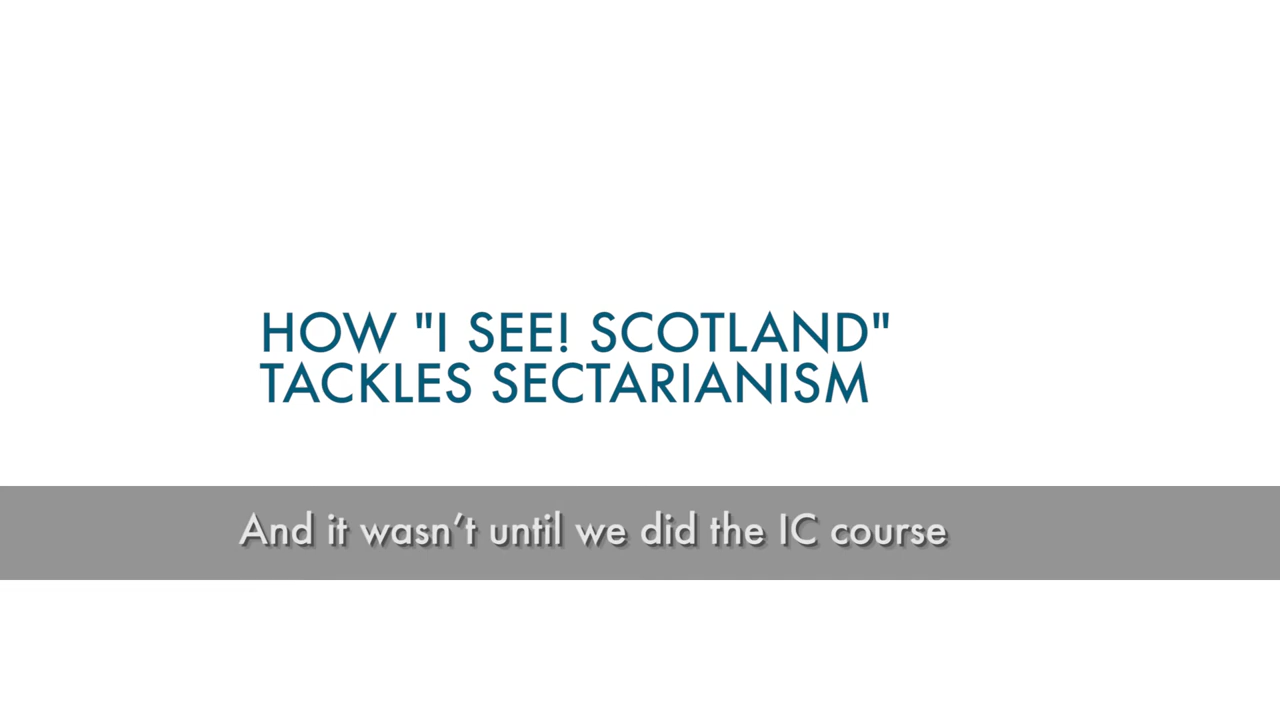 HOW "I SEE! SCOTLAND"
TACKLES SECTARIANISM
And it wasn’t until we did the IC course